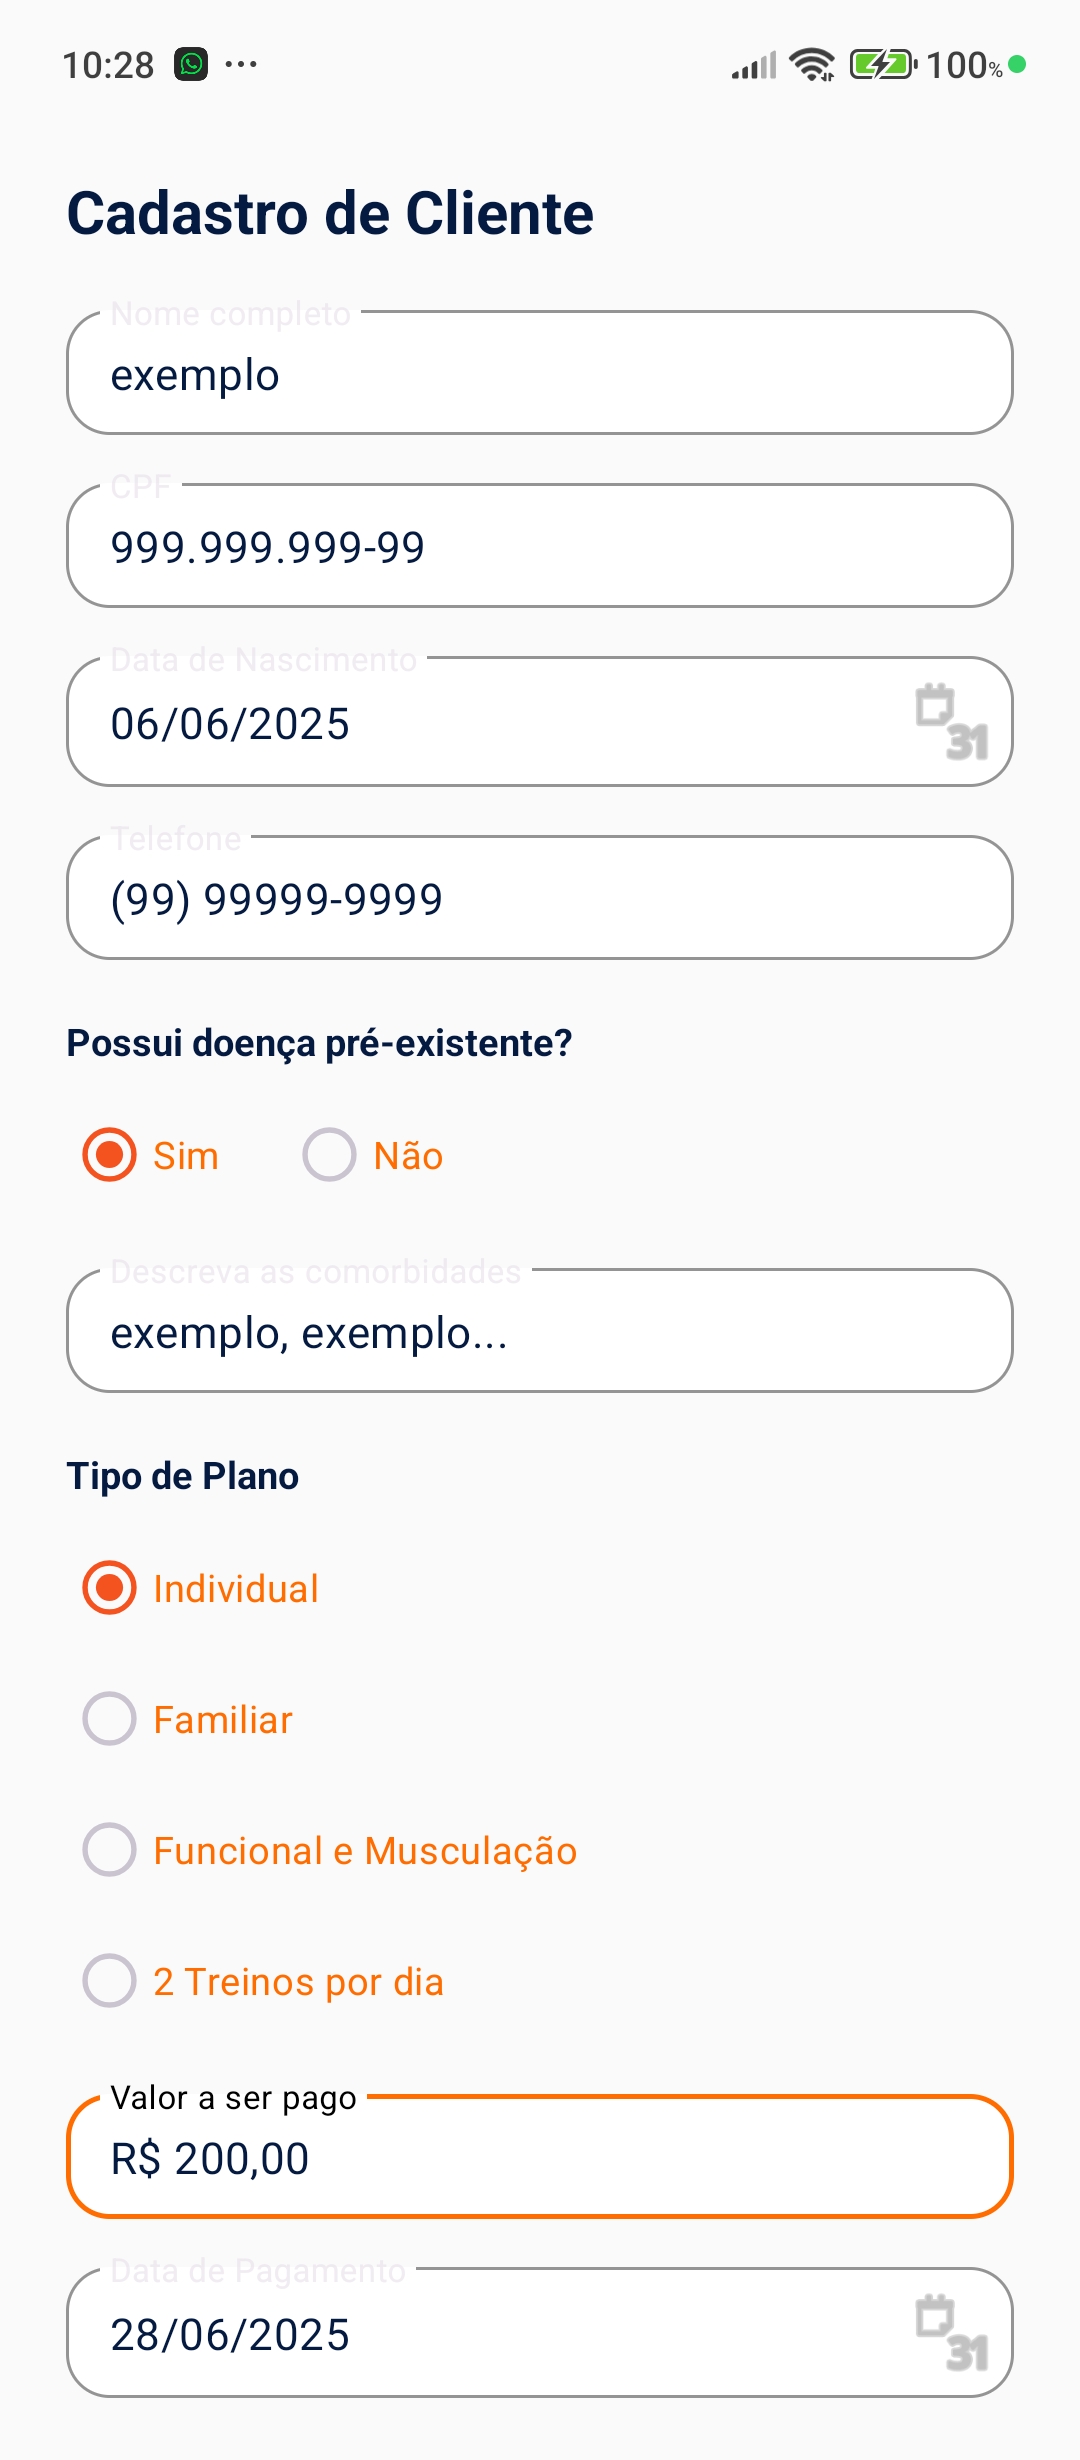 10:28 ... 100%
Cadastro de Cliente
Nome completo
exemplo
CPF
999.999.999-99
Data de Nascimento
06/06/2025
31
Telefone
(99) 99999-9999
Possui doença pré-existente?
Sim Não
Descreva as comorbidades
exemplo, exemplo...
Tipo de Plano
Individual
Familiar
Funcional e Musculação
2 Treinos por dia
Valor a ser pago
R$ 200,00
Data de Pagamento
28/06/2025
31